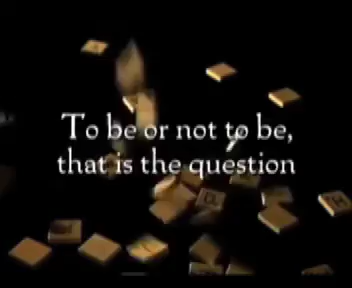 To be or not to be,
that is the question